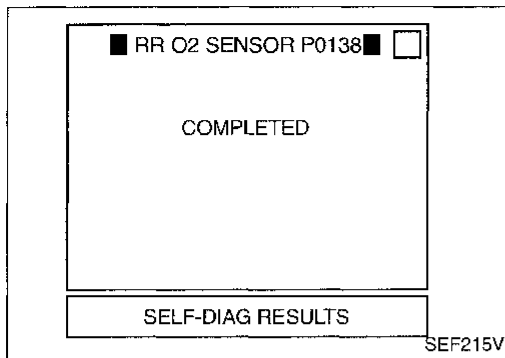 RR O2 SENSOR P0138
COMPLETED
SELF-DIAG RESULTS
SEF215V